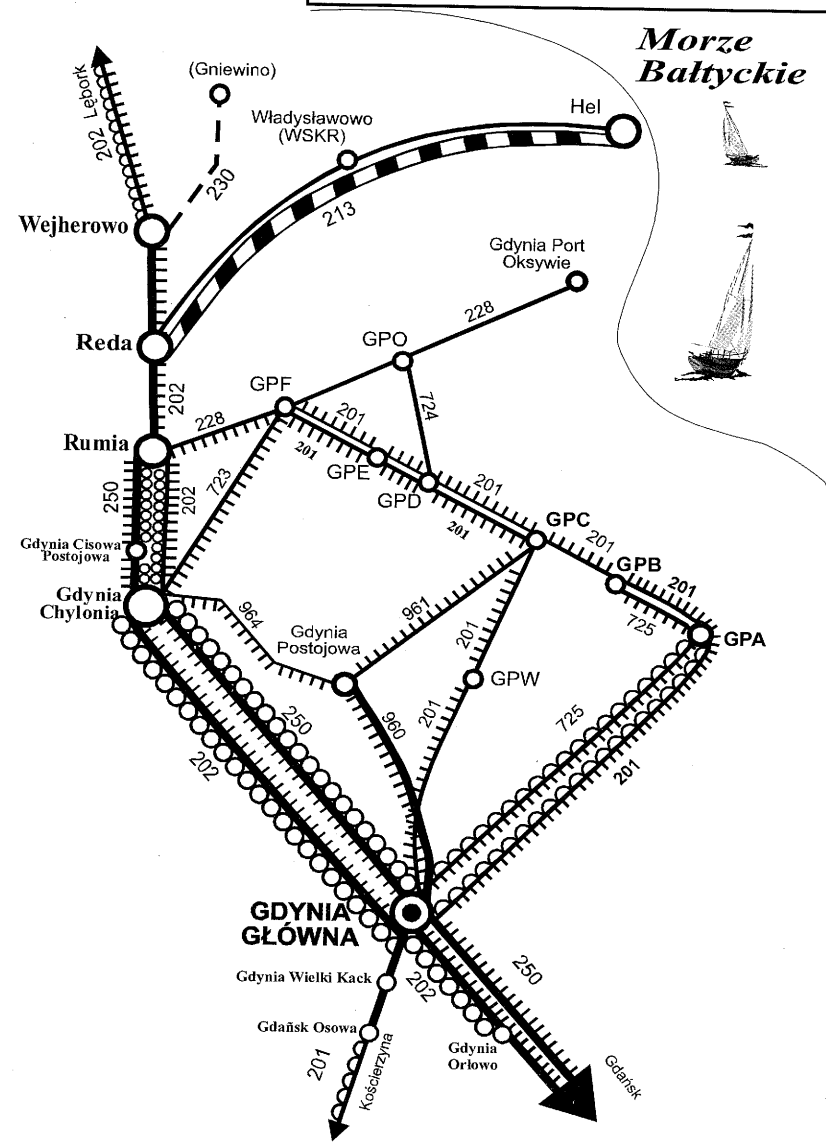 Morze
Bałtyckie
202 Lębork
(Gniewino)
230
Władysławowo
(WSKR)
Hel
213
Wejherowo
Gdynia Port
Oksywie
228
Reda
GPO
202
GPF
724
Rumia
228
201
201
GPE
GPD
201
201
723
250
202
GPC
201
GPB
201
Gdynia Cisowa
Postojowa
Gdynia
Chylonia
964
961
725
GPA
Gdynia
Postojowa
201
GPW
250
960
201
725
202
201
GDYNIA
GŁÓWNA
250
Gdynia Wielki Kack
202
Gdańsk Osowa
Gdynia
Orłowo
201
Kościerzyna
Gdańsk